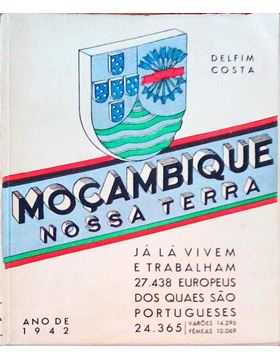 DELFIM
COSTA
MOÇAMBIQUE
NOSSA TERRA
JÁ LÁ VIVEM
E TRABALHAM
27.438 EUROPEUS
DOS QUAES SÃO
PORTUGUESES
24.365 VARÕES 14.296
FÊMEAS 10.069
ANO DE
1942